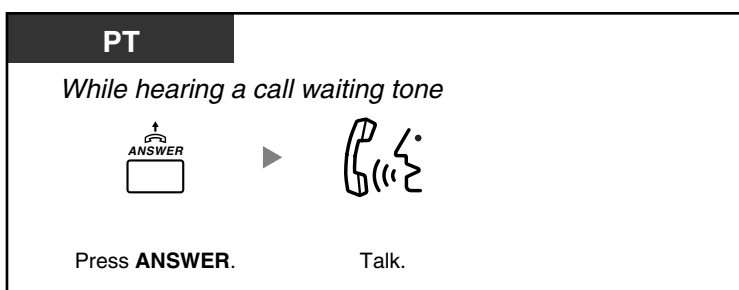 PT
While hearing a call waiting tone
ANSWER
Press ANSWER. Talk.